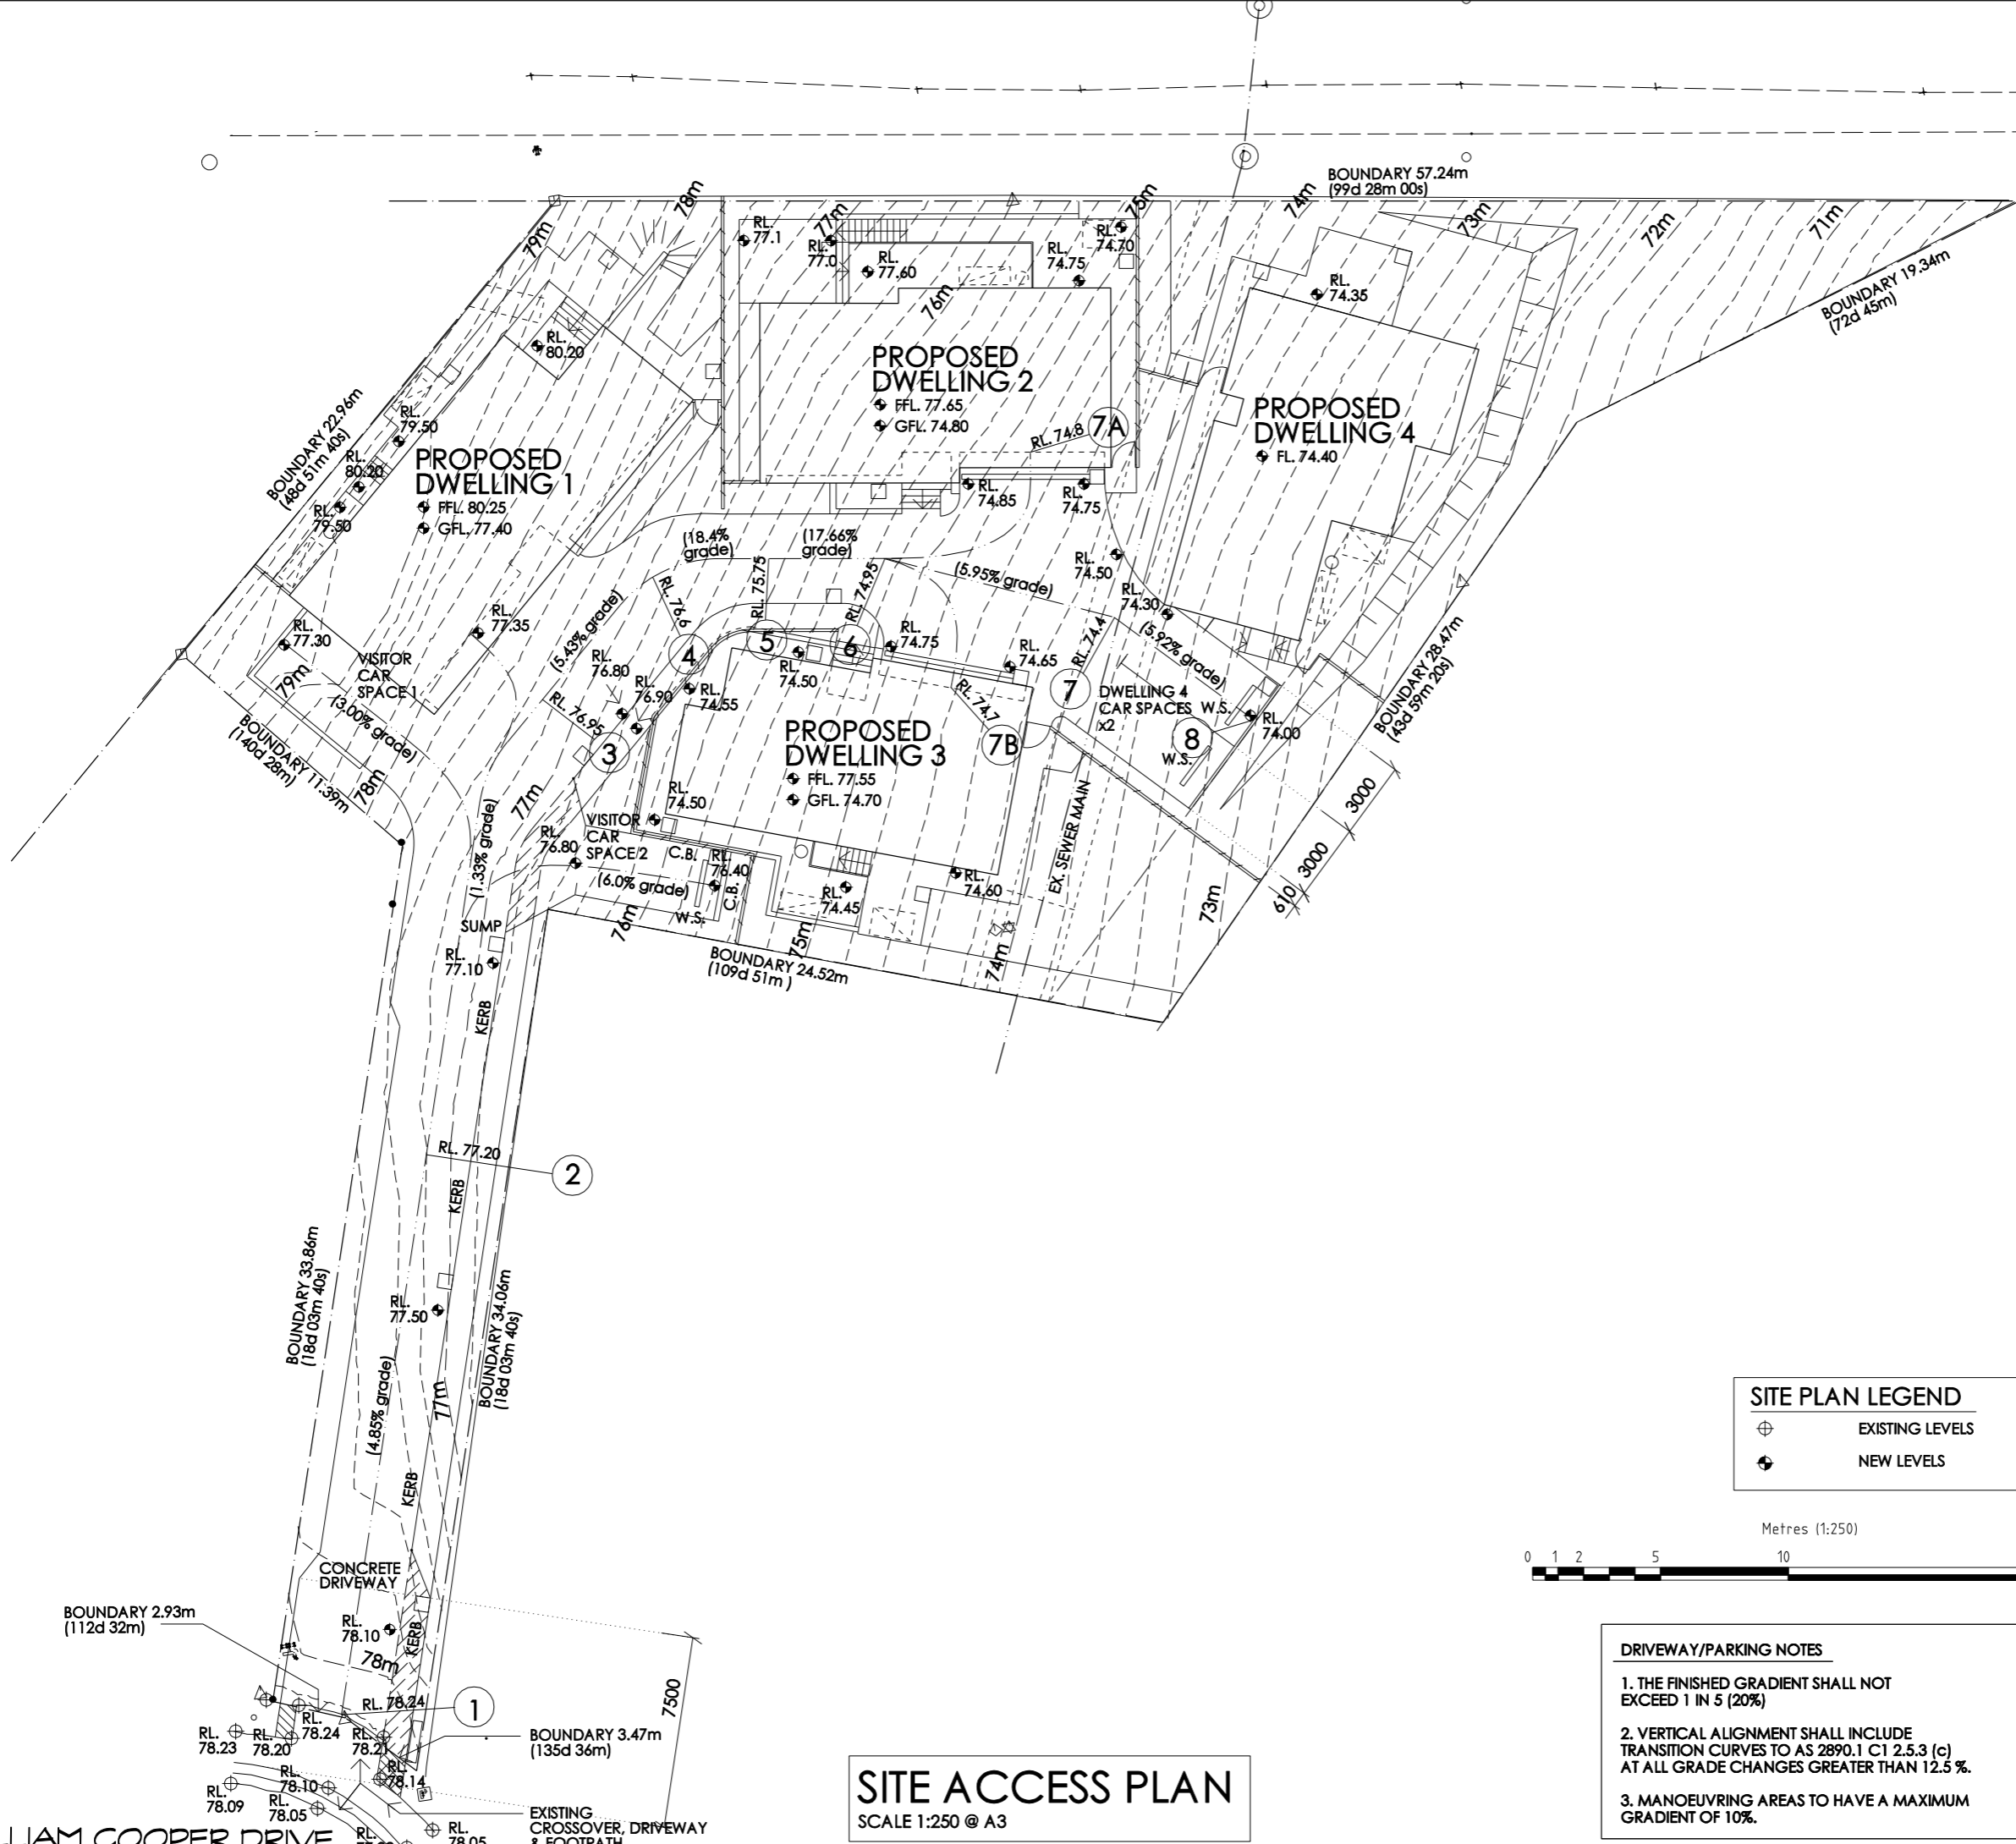 BOUNDARY 57.24m
(99d 28m 00s)
79m
78m
77m
76m
75m
74m
73m
72m
71m
RL.
77.1
RL.
77.0
RL.
77.60
RL.
74.70
RL.
74.75
RL.
74.35
BOUNDARY 19.34m
(72d 45m)
RL.
80.20
PROPOSED
DWELLING 2
FFL. 77.65
GFL. 74.80
RL. 74.8
7A
PROPOSED
DWELLING 4
FL. 74.40
BOUNDARY 22.96m
(48d 51m 40s)
RL.
79.50
RL.
80.20
RL.
79.50
PROPOSED
DWELLING 1
FFL. 80.25
GFL. 77.40
RL.
74.85
RL.
74.75
(18.4%
grade)
(17.66%
grade)
RL. 76.6
RL. 75.75
RL. 74.95
(5.95% grade)
RL.
74.50
RL.
74.30
(5.92% grade)
RL. 74.4
(5.43% grade)
RL.
77.35
RL.
77.30
VISITOR
CAR
SPACE 1
79m
(3.00% grade)
BOUNDARY 11.39m
(140d 28m)
78m
4
5
6
RL.
76.80
RL.
76.90
RL. 76.95
3
RL.
74.55
RL.
74.50
RL.
74.75
RL.
74.65
RL. 74.7
7
7B
DWELLING 4
CAR SPACES
x2
W.S.
8
W.S.
RL.
74.00
BOUNDARY 28.47m
(43d 59m 20s)
3000
3000
610
PROPOSED
DWELLING 3
FFL. 77.55
GFL. 74.70
77m
(1.33% grade)
RL.
74.50
VISITOR
CAR
SPACE 2
RL.
76.80
C.B.
RL.
76.40
C.B.
(6.0% grade)
W.S.
76m
RL.
74.45
RL.
74.60
EX. SEWER MAIN
75m
74m
73m
BOUNDARY 24.52m
(109d 51m )
SUMP
RL.
77.10
KERB
RL. 77.20
2
KERB
BOUNDARY 33.86m
(18d 03m 40s)
BOUNDARY 34.06m
(18d 03m 40s)
RL.
77.50
(4.85% grade)
77m
KERB
CONCRETE
DRIVEWAY
BOUNDARY 2.93m
(112d 32m)
RL.
78.10
KERB
78m
7500
RL. 78.24
1
RL.
78.23
RL.
78.20
RL.
78.24
RL.
78.21
BOUNDARY 3.47m
(135d 36m)
RL.
78.14
RL.
78.10
RL.
78.09
RL.
78.05
EXISTING
CROSSOVER, DRIVEWAY
& FOOTPATH
RL.
78.05
RL.
LIAM COOPER DRIVE
SITE ACCESS PLAN
SCALE 1:250 @ A3
SITE PLAN LEGEND
EXISTING LEVELS
NEW LEVELS
Metres (1:250)
0 1 2 5 10
DRIVEWAY/PARKING NOTES
1. THE FINISHED GRADIENT SHALL NOT
EXCEED 1 IN 5 (20%)
2. VERTICAL ALIGNMENT SHALL INCLUDE
TRANSITION CURVES TO AS 2890.1 C1 2.5.3 (c)
AT ALL GRADE CHANGES GREATER THAN 12.5 %.
3. MANOEUVRING AREAS TO HAVE A MAXIMUM
GRADIENT OF 10%.